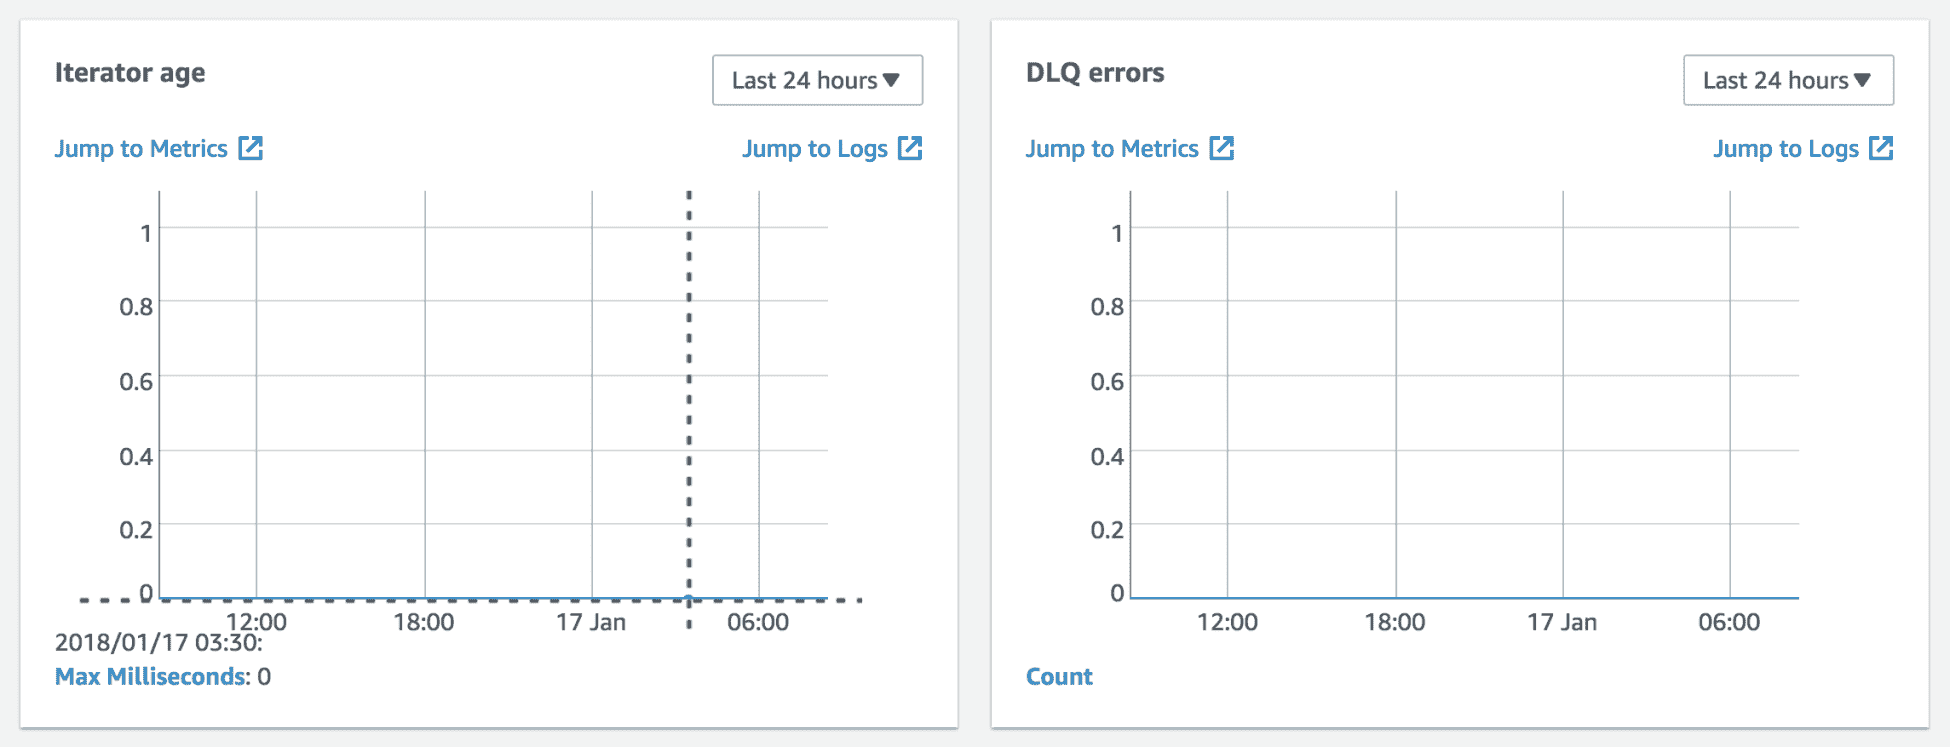 Iterator age
Last 24 hours
Jump to Metrics
Jump to Logs
1
0.8
0.6
0.4
0.2
0
12:00 18:00 17 Jan 06:00
2018/01/17 03:30:
Max Milliseconds: 0
DLQ errors
Last 24 hours
Jump to Metrics
Jump to Logs
1
0.8
0.6
0.4
0.2
0
12:00 18:00 17 Jan 06:00
Count